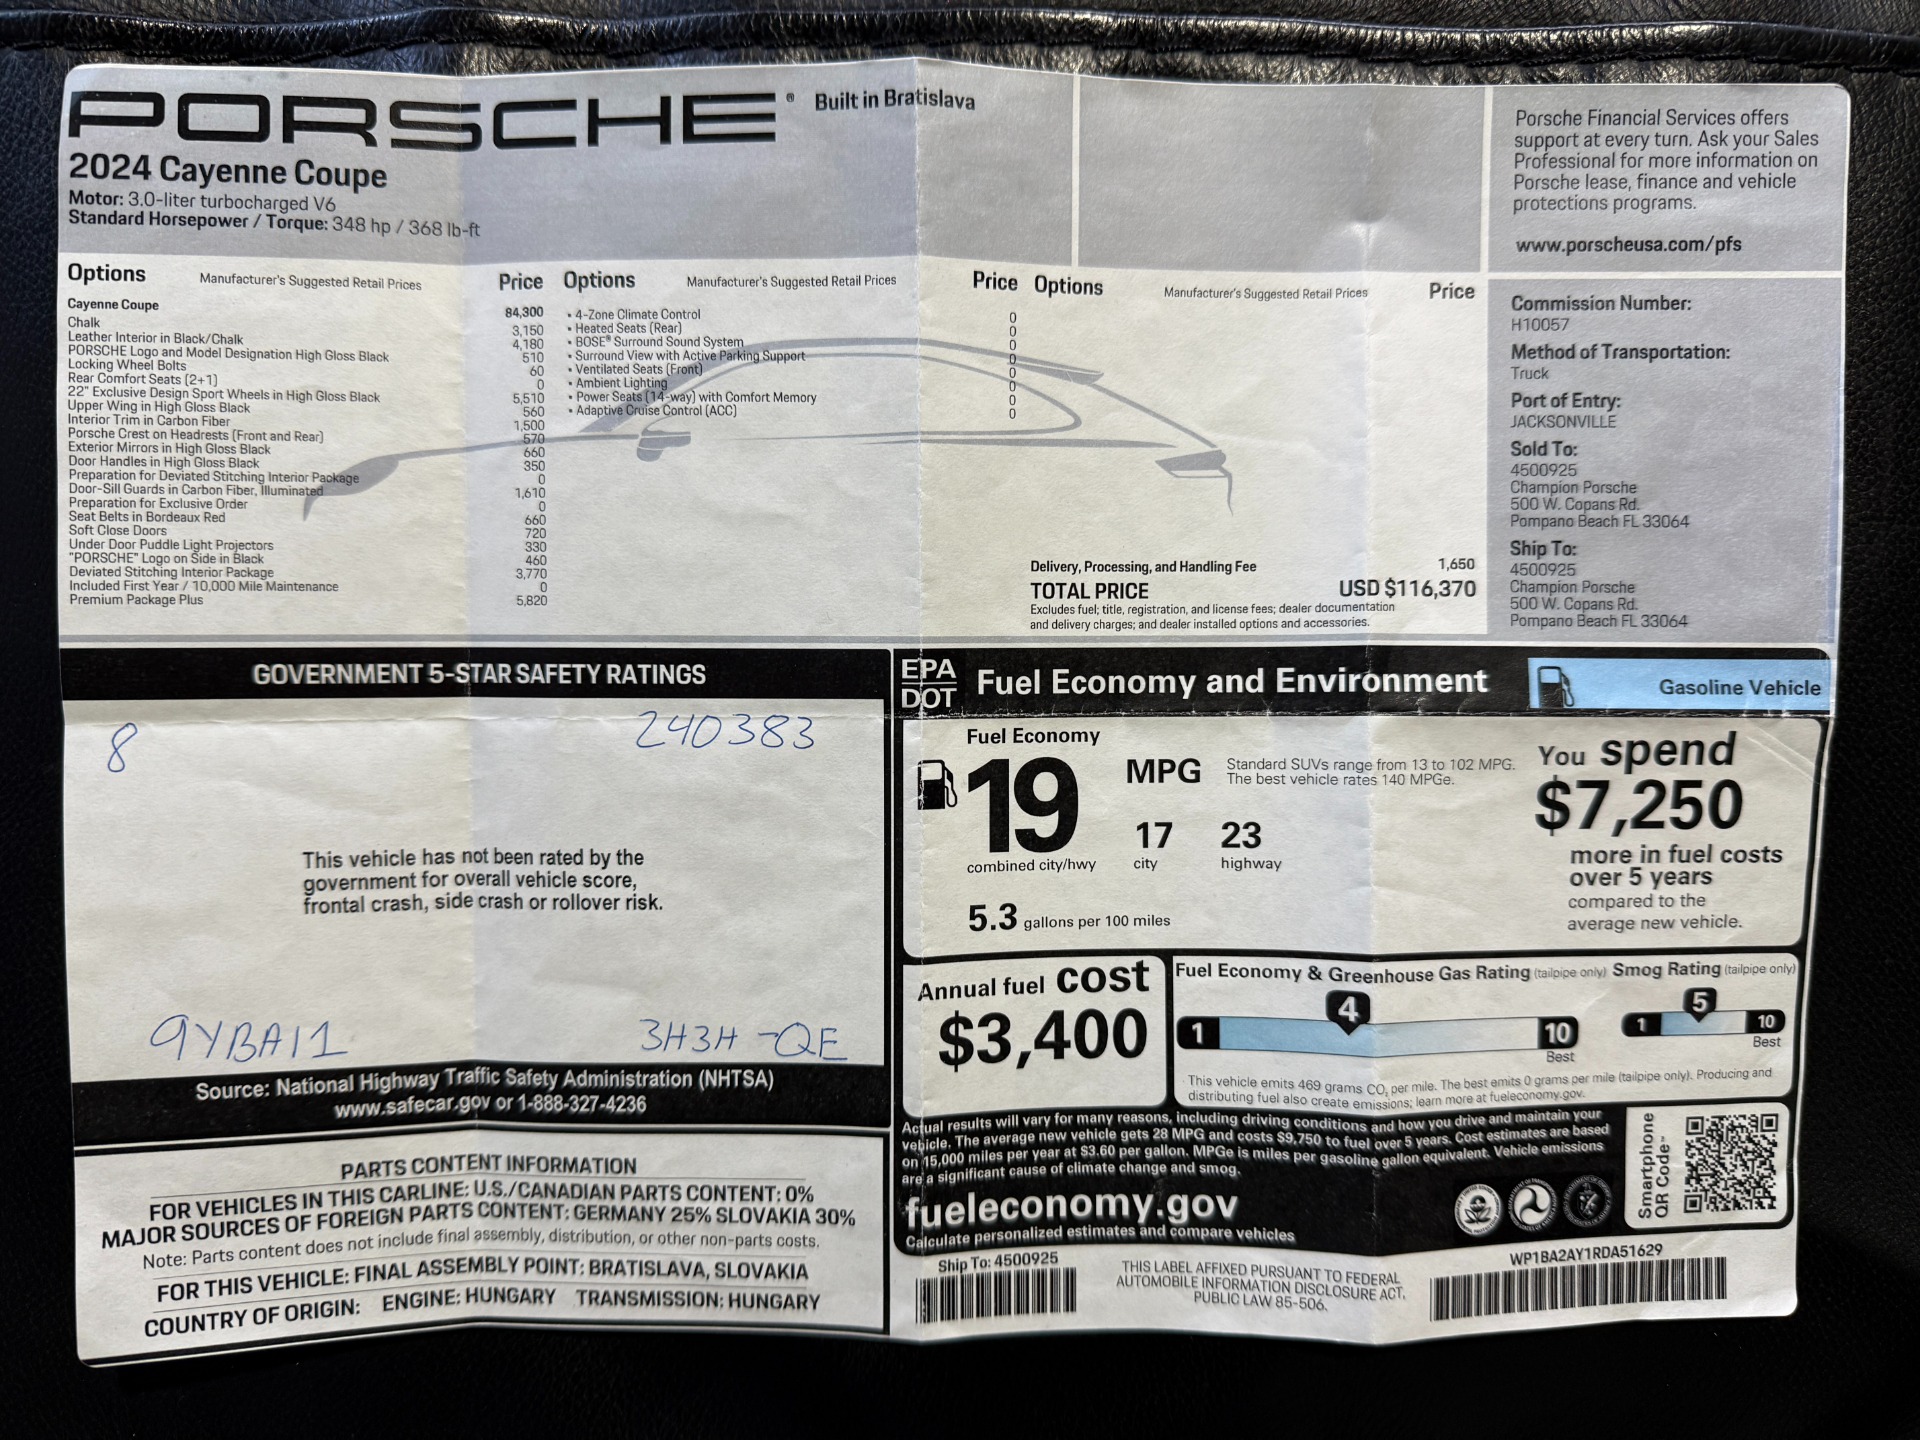 PORSCHE® Built in Bratislava
2024 Cayenne Coupe
Motor: 3.0-liter turbocharged V6
Standard Horsepower / Torque: 348 hp / 368 lb-ft
Porsche Financial Services offers
support at every turn. Ask your Sales
Professional for more information on
Porsche lease, finance and vehicle
protections programs.
www.porscheusa.com/pfs
Options Manufacturer's Suggested Retail Prices Price
Cayenne Coupe 84,300
Chalk 3,150
Leather Interior in Black/Chalk 4,180
PORSCHE Logo and Model Designation High Gloss Black 510
Locking Wheel Bolts 60
Rear Comfort Seats (2+1) 0
22" Exclusive Design Sport Wheels in High Gloss Black 5,510
Upper Wing in High Gloss Black 560
Interior Trim in Carbon Fiber 1,500
Porsche Crest on Headrests (Front and Rear) 570
Exterior Mirrors in High Gloss Black 660
Door Handles in High Gloss Black 350
Preparation for Deviated Stitching Interior Package 0
Door-Sill Guards in Carbon Fiber, Illuminated 1,610
Preparation for Exclusive Order 0
Seat Belts in Bordeaux Red 660
Soft Close Doors 720
Under Door Puddle Light Projectors 330
"PORSCHE" Logo on Side in Black 460
Deviated Stitching Interior Package 3,770
Included First Year / 10,000 Mile Maintenance 0
Premium Package Plus 5,820
Options Manufacturer's Suggested Retail Prices Price
• 4-Zone Climate Control 0
• Heated Seats (Rear) 0
• BOSE® Surround Sound System 0
• Surround View with Active Parking Support 0
• Ventilated Seats (Front) 0
• Ambient Lighting 0
• Power Seats (14-way) with Comfort Memory 0
• Adaptive Cruise Control (ACC) 0
Options Manufacturer's Suggested Retail Prices Price
Delivery, Processing, and Handling Fee 1,650
TOTAL PRICE USD $116,370
Excludes fuel; title, registration, and license fees; dealer documentation
and delivery charges; and dealer installed options and accessories.
Commission Number:
H10057
Method of Transportation:
Truck
Port of Entry:
JACKSONVILLE
Sold To:
4500925
Champion Porsche
500 W. Copans Rd.
Pompano Beach FL 33064
Ship To:
4500925
Champion Porsche
500 W. Copans Rd.
Pompano Beach FL 33064
GOVERNMENT 5-STAR SAFETY RATINGS
8 240383
This vehicle has not been rated by the
government for overall vehicle score,
frontal crash, side crash or rollover risk.
9YBAI1 3H3H-QE
Source: National Highway Traffic Safety Administration (NHTSA)
www.safecar.gov or 1-888-327-4236
PARTS CONTENT INFORMATION
FOR VEHICLES IN THIS CARLINE: U.S./CANADIAN PARTS CONTENT: 0%
MAJOR SOURCES OF FOREIGN PARTS CONTENT: GERMANY 25% SLOVAKIA 30%
Note: Parts content does not include final assembly, distribution, or other non-parts costs.
FOR THIS VEHICLE: FINAL ASSEMBLY POINT: BRATISLAVA, SLOVAKIA
COUNTRY OF ORIGIN: ENGINE: HUNGARY TRANSMISSION: HUNGARY
EPA
DOT Fuel Economy and Environment
Gasoline Vehicle
Fuel Economy
19 MPG
combined city/hwy
17
city
23
highway
5.3 gallons per 100 miles
Standard SUVs range from 13 to 102 MPG.
The best vehicle rates 140 MPGe.
You spend
$7,250
more in fuel costs
over 5 years
compared to the
average new vehicle.
Annual fuel cost
$3,400
Fuel Economy & Greenhouse Gas Rating (tailpipe only)
4
1 10
Best
Smog Rating (tailpipe only)
5
1 10
Best
This vehicle emits 469 grams CO2 per mile. The best emits 0 grams per mile (tailpipe only). Producing and
distributing fuel also create emissions; learn more at fueleconomy.gov.
Actual results will vary for many reasons, including driving conditions and how you drive and maintain your
vehicle. The average new vehicle gets 28 MPG and costs $9,750 to fuel over 5 years. Cost estimates are based
on 15,000 miles per year at $3.60 per gallon. MPGe is miles per gasoline gallon equivalent. Vehicle emissions
are a significant cause of climate change and smog.
fueleconomy.gov
Calculate personalized estimates and compare vehicles
Smartphone
QR Code™
Ship To: 4500925
THIS LABEL AFFIXED PURSUANT TO FEDERAL
AUTOMOBILE INFORMATION DISCLOSURE ACT,
PUBLIC LAW 85-506.
WP1BA2AY1RDA51629